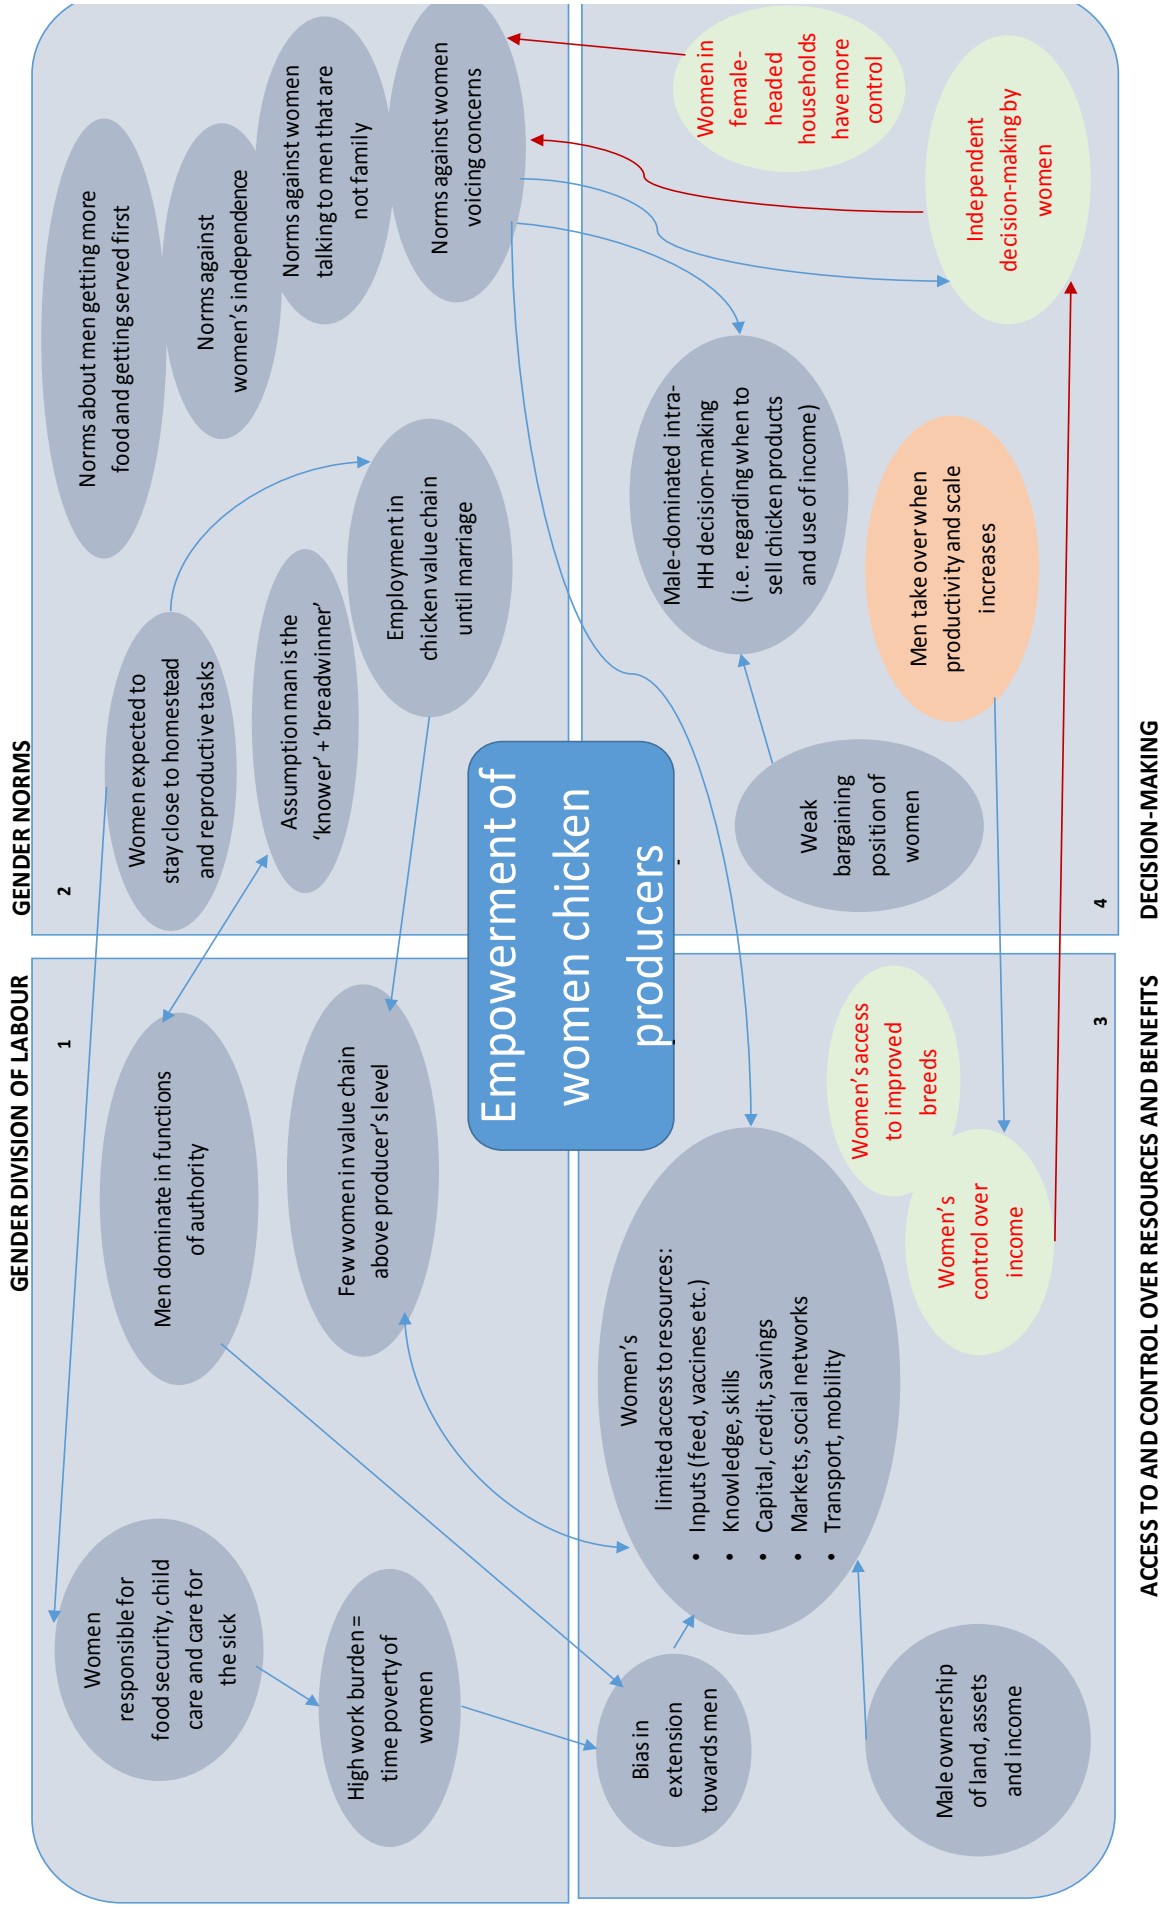 GENDER DIVISION OF LABOUR
1
Women
responsible for
food security, child
care and care for
the sick
High work burden =
time poverty of
women
Men dominate in functions
of authority
Few women in value chain
above producer's level
GENDER NORMS
2
Women expected to
stay close to homestead
and reproductive tasks
Assumption man is the
'knower' + 'breadwinner'
Employment in
chicken value chain
until marriage
Norms about men getting more
food and getting served first
Norms against
women's independence
Norms against women
talking to men that are
not family
Norms against women
voicing concerns
Empowerment of
women chicken
producers
Bias in
extension
towards men
Male ownership
of land, assets
and income
Women's
limited access to resources:
• Inputs (feed, vaccines etc.)
• Knowledge, skills
• Capital, credit, savings
• Markets, social networks
• Transport, mobility
Women's access
to improved
breeds
Women's
control over
income
3
ACCESS TO AND CONTROL OVER RESOURCES AND BENEFITS
Weak
bargaining
position of
women
Male-dominated intra-
HH decision-making
(i.e. regarding when to
sell chicken products
and use of income)
Men take over when
productivity and scale
increases
Women in
female-
headed
households
have more
control
Independent
decision-making by
women
4
DECISION-MAKING